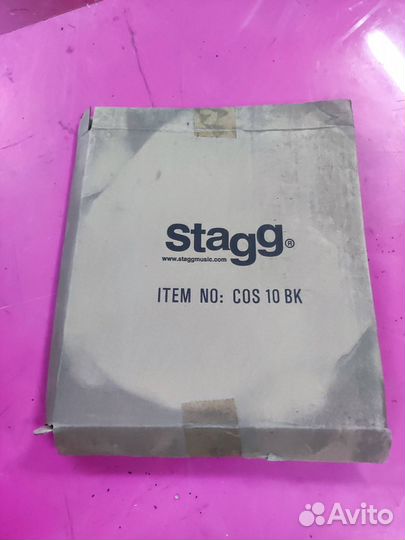 Stagg®
www.staggmusic.com
ITEM NO: COS 10 BK
Avito